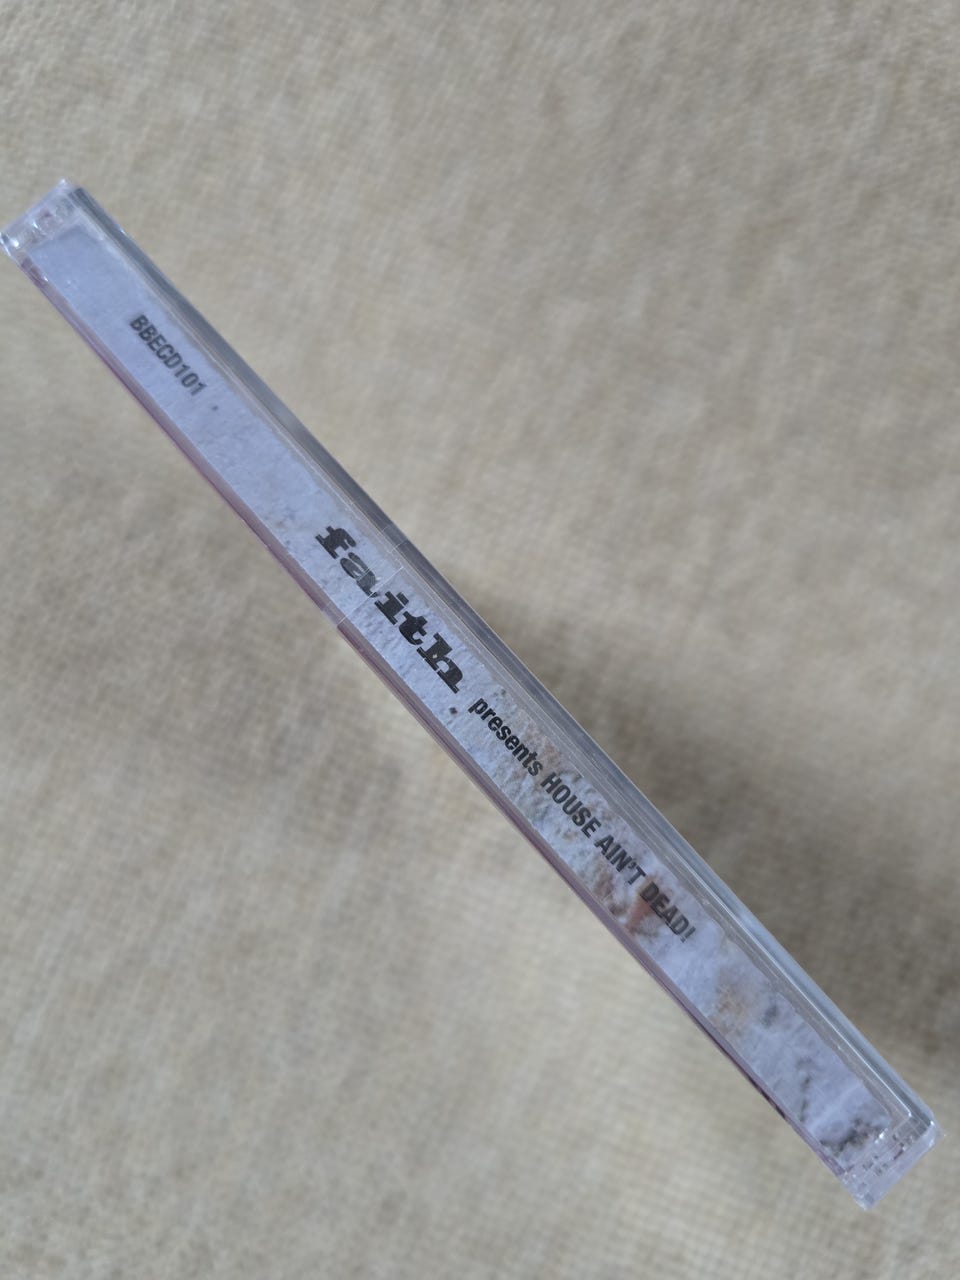 BBECD101
faith presents HOUSE AIN'T DEAD!